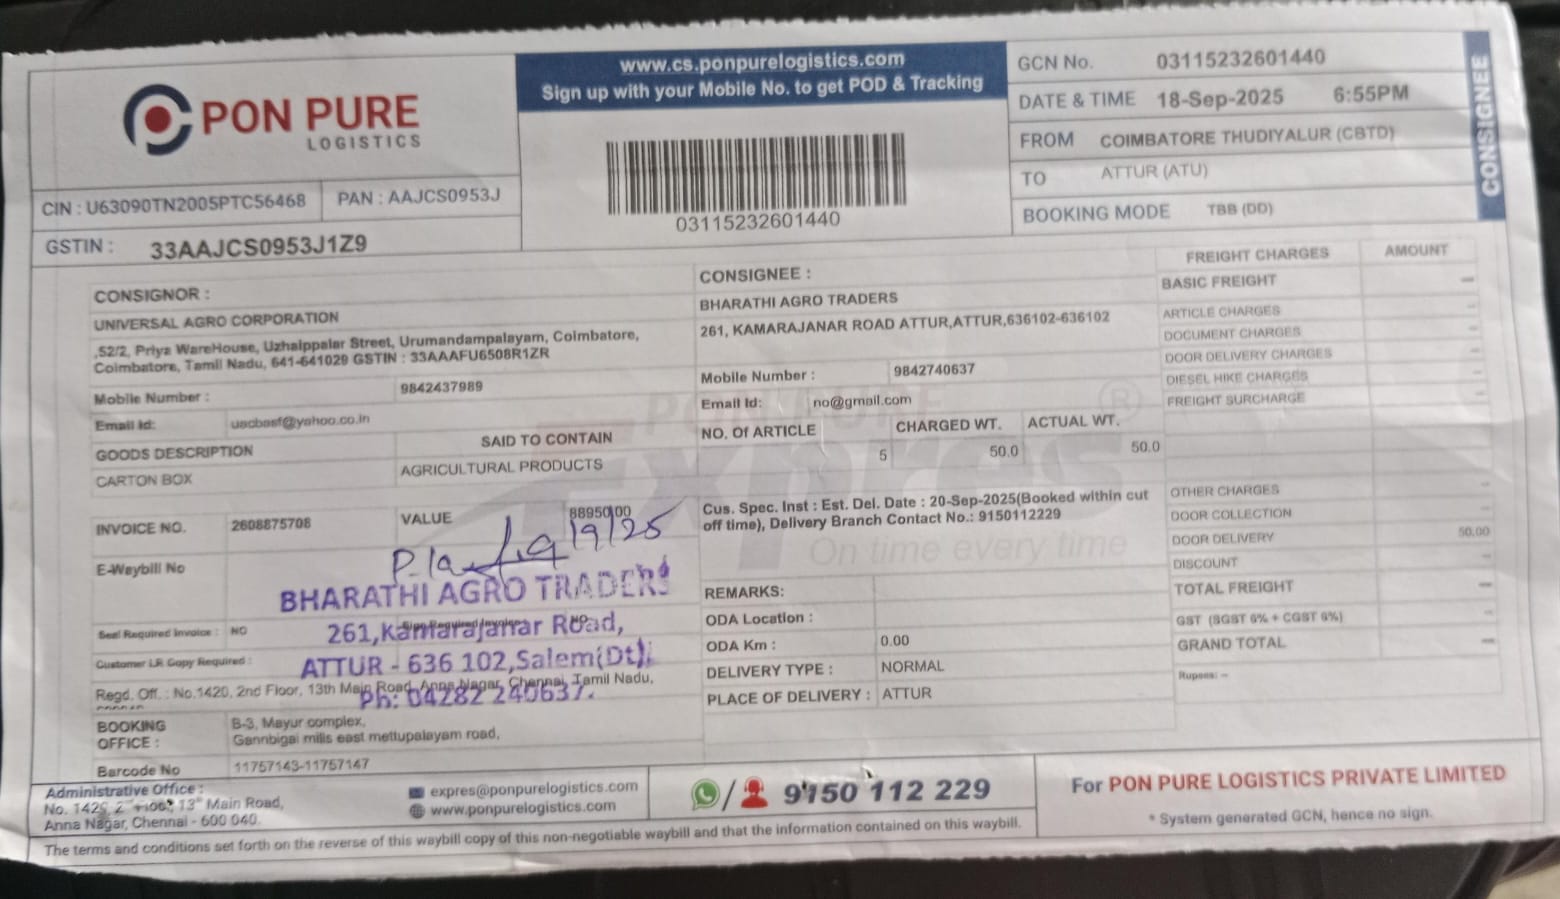 PON PURE
LOGISTICS
CIN : U63090TN2005PTC56468 PAN : AAJCS0953J
GSTIN : 33AAJCS0953J1Z9
www.cs.ponpurelogistics.com
Sign up with your Mobile No. to get POD & Tracking
03115232601440
GCN No. 03115232601440
DATE & TIME 18-Sep-2025 6:55PM
FROM COIMBATORE THUDIYALUR (CBTD)
TO ATTUR (ATU)
BOOKING MODE TBB (DD)
CONSIGNEE
CONSIGNOR :
UNIVERSAL AGRO CORPORATION
,52/2, Priya WareHouse, Uzhaippalar Street, Urumandampalayam, Coimbatore,
Coimbatore, Tamil Nadu, 641-641029 GSTIN : 33AAAFU6508R1ZR
Mobile Number : 9842437989
Email Id: uacbasf@yahoo.co.in
GOODS DESCRIPTION SAID TO CONTAIN
CARTON BOX AGRICULTURAL PRODUCTS
INVOICE NO. 2608875708 VALUE 88950.00
E-Waybill No
19/9/25
BHARATHI AGRO TRADERS
261,Kamarajanar Road,
ATTUR - 636 102,Salem(Dt).
Ph: 04282 240637.
Seal Required Invoice : NO Sign Required Invoice NO
Customer LR Copy Required :
Regd. Off. : No.1420, 2nd Floor, 13th Main Road, Anna Nagar, Chennai, Tamil Nadu,
BOOKING OFFICE : B-3, Mayur complex,
Gannbigai mills east mettupalayam road,
Barcode No 11757143-11757147
CONSIGNEE :
BHARATHI AGRO TRADERS
261, KAMARAJANAR ROAD ATTUR,ATTUR,636102-636102
Mobile Number : 9842740637
Email Id: no@gmail.com
NO. Of ARTICLE CHARGED WT. ACTUAL WT.
5 50.0 50.0
PON PURE
Expres
®
On time every time
Cus. Spec. Inst : Est. Del. Date : 20-Sep-2025(Booked within cut
off time), Delivery Branch Contact No.: 9150112229
REMARKS:
ODA Location :
ODA Km : 0.00
DELIVERY TYPE : NORMAL
PLACE OF DELIVERY : ATTUR
FREIGHT CHARGES AMOUNT
BASIC FREIGHT –
ARTICLE CHARGES –
DOCUMENT CHARGES –
DOOR DELIVERY CHARGES –
DIESEL HIKE CHARGES –
FREIGHT SURCHARGE –
OTHER CHARGES –
DOOR COLLECTION –
DOOR DELIVERY 50.00
DISCOUNT –
TOTAL FREIGHT –
GST (SGST 9% + CGST 9%) –
GRAND TOTAL –
Rupees: –
Administrative Office :
No. 1420, 2nd Floor, 13th Main Road,
Anna Nagar, Chennai - 600 040.
expres@ponpurelogistics.com
www.ponpurelogistics.com
/ 9150 112 229
The terms and conditions set forth on the reverse of this waybill copy of this non-negotiable waybill and that the information contained on this waybill.
For PON PURE LOGISTICS PRIVATE LIMITED
* System generated GCN, hence no sign.